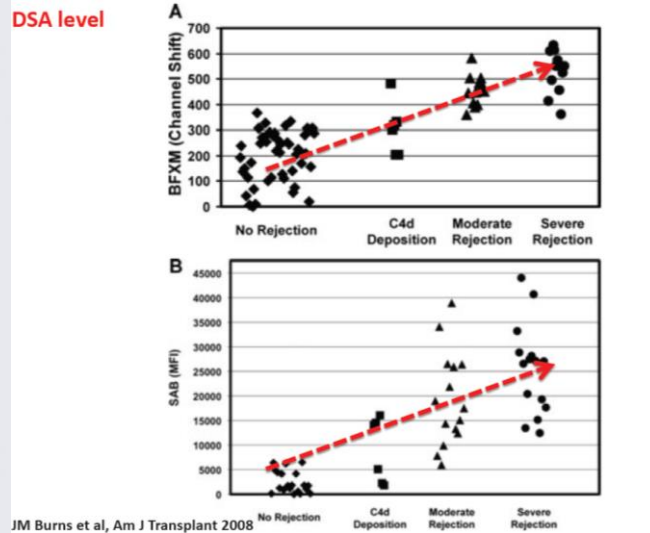 DSA level
A
BFXM (Channel Shift)
700
600
500
400
300
200
100
0
No Rejection
C4d
Deposition
Moderate
Rejection
Severe
Rejection
B
SAB (MFI)
45000
40000
35000
30000
25000
20000
15000
10000
5000
0
No Rejection
C4d
Deposition
Moderate
Rejection
Severe
Rejection
JM Burns et al, Am J Transplant 2008